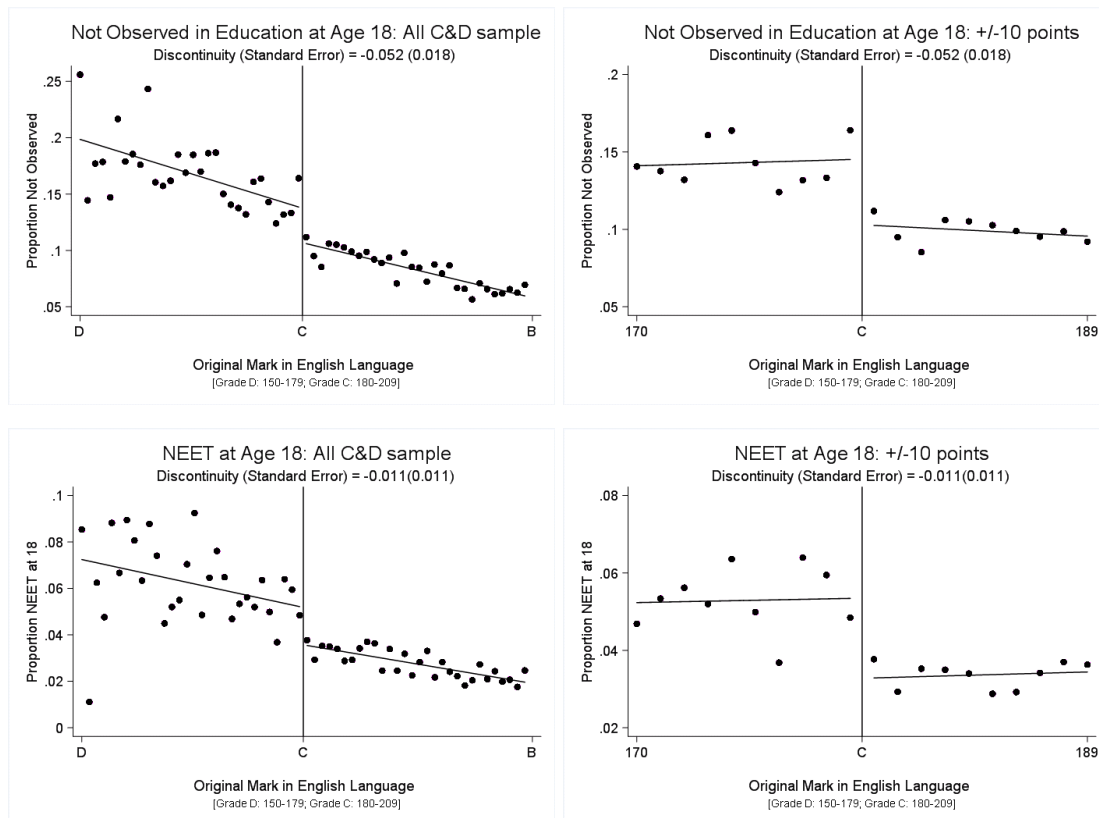 Not Observed in Education at Age 18: All C&D sample
Discontinuity (Standard Error) = -0.052 (0.018)
Proportion Not Observed
.25
.2
.15
.1
.05
D
C
B
Original Mark in English Language
[Grade D: 150-179; Grade C: 180-209]
Not Observed in Education at Age 18: +/-10 points
Discontinuity (Standard Error) = -0.052 (0.018)
Proportion Not Observed
.2
.15
.1
.05
170
C
189
Original Mark in English Language
[Grade D: 150-179; Grade C: 180-209]
NEET at Age 18: All C&D sample
Discontinuity (Standard Error) = -0.011(0.011)
Proportion NEET at 18
.1
.08
.06
.04
.02
0
D
C
B
Original Mark in English Language
[Grade D: 150-179; Grade C: 180-209]
NEET at Age 18: +/-10 points
Discontinuity (Standard Error) = -0.011(0.011)
Proportion NEET at 18
.08
.06
.04
.02
170
C
189
Original Mark in English Language
[Grade D: 150-179; Grade C: 180-209]